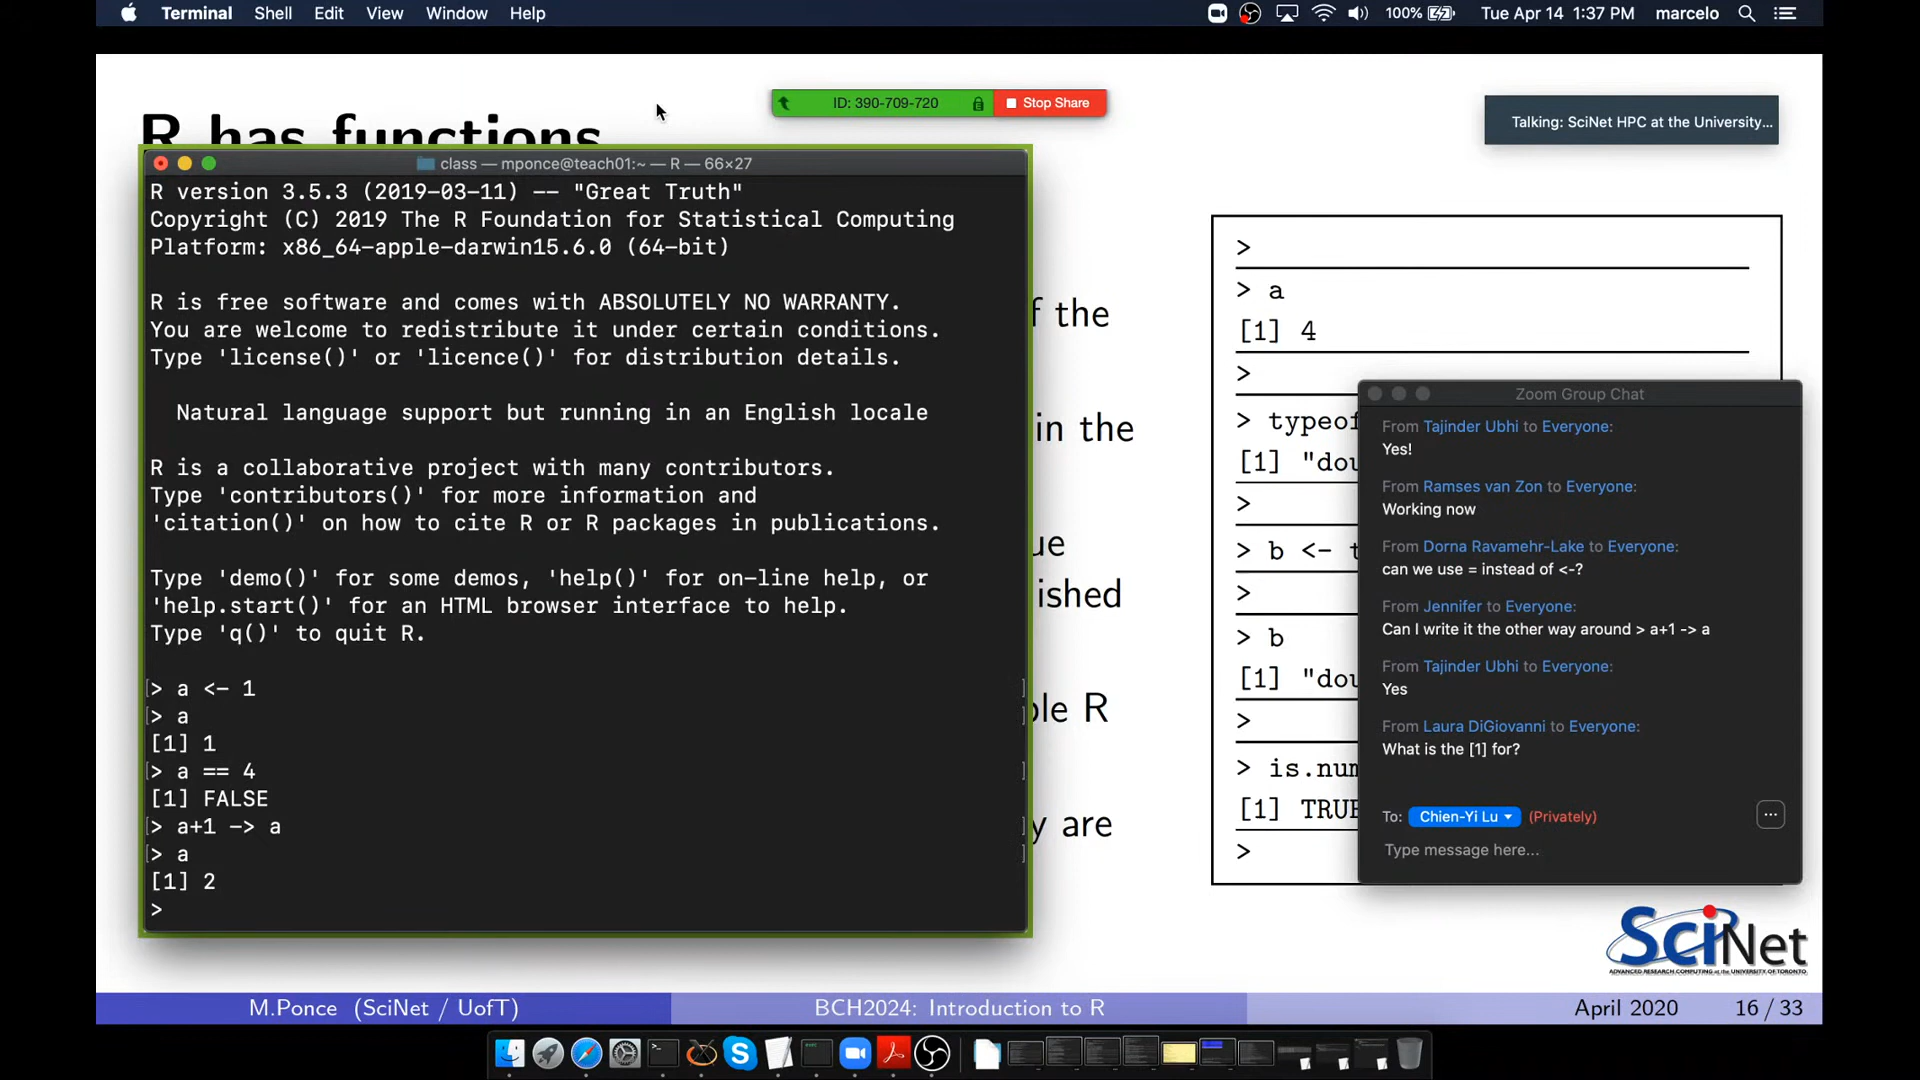 Terminal Shell Edit View Window Help 100% Tue Apr 14 1:37 PM marcelo
R has functions
ID: 390-709-720 Stop Share
Talking: SciNet HPC at the University...
class — mponce@teach01:~ — R — 66×27
R version 3.5.3 (2019-03-11) -- "Great Truth"
Copyright (C) 2019 The R Foundation for Statistical Computing
Platform: x86_64-apple-darwin15.6.0 (64-bit)
R is free software and comes with ABSOLUTELY NO WARRANTY.
You are welcome to redistribute it under certain conditions.
Type 'license()' or 'licence()' for distribution details.
Natural language support but running in an English locale
R is a collaborative project with many contributors.
Type 'contributors()' for more information and
'citation()' on how to cite R or R packages in publications.
Type 'demo()' for some demos, 'help()' for on-line help, or
'help.start()' for an HTML browser interface to help.
Type 'q()' to quit R.
[> a <- 1 ]
[> a ]
[1] 1
[> a == 4 ]
[1] FALSE
[> a+1 -> a ]
[> a ]
[1] 2
>
f the
in the
ue
ished
ble R
y are
>
> a
[1] 4
>
> typeof
[1] "dou
>
> b <- t
>
> b
[1] "dou
>
> is.num
[1] TRUE
>
Zoom Group Chat
From Tajinder Ubhi to Everyone:
Yes!
From Ramses van Zon to Everyone:
Working now
From Dorna Ravamehr-Lake to Everyone:
can we use = instead of <-?
From Jennifer to Everyone:
Can I write it the other way around > a+1 -> a
From Tajinder Ubhi to Everyone:
Yes
From Laura DiGiovanni to Everyone:
What is the [1] for?
To: Chien-Yi Lu (Privately)
Type message here...
SciNet
ADVANCED RESEARCH COMPUTING at the UNIVERSITY OF TORONTO
M.Ponce (SciNet / UofT) BCH2024: Introduction to R April 2020 16 / 33